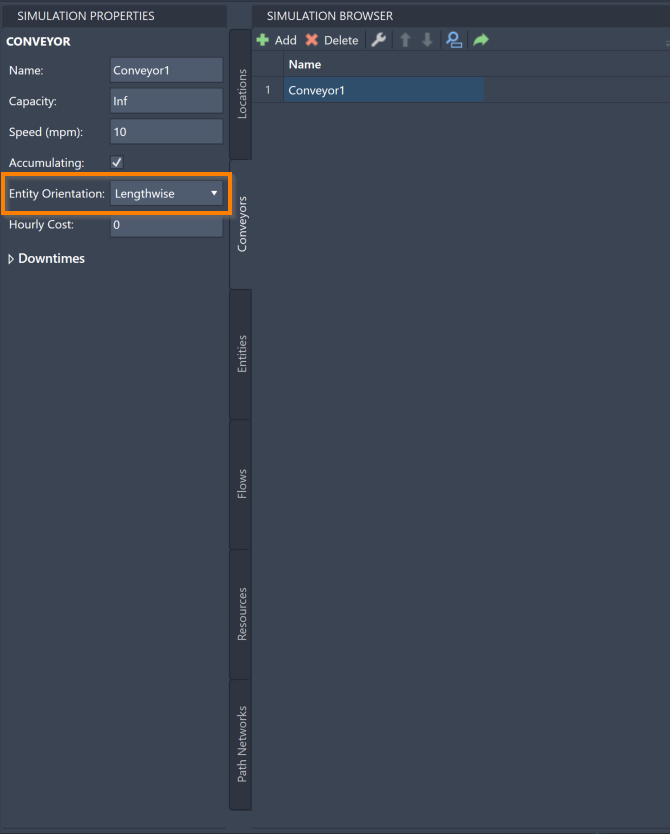 SIMULATION PROPERTIES
CONVEYOR
Name: Conveyor1
Capacity: Inf
Speed (mpm): 10
Accumulating:
Entity Orientation: Lengthwise
Hourly Cost: 0
Downtimes
Locations
Conveyors
Entities
Flows
Resources
Path Networks
SIMULATION BROWSER
Add Delete
Name
1 Conveyor1